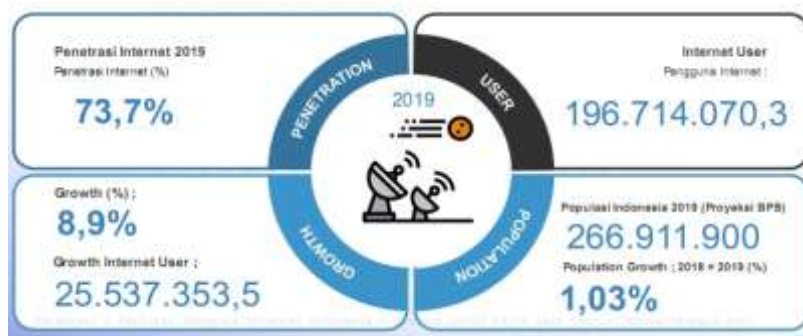 Penetrasi Internet 2019
Penetrasi Internet (%)
73,7%
PENETRATION
2019
USER
Internet User
Pengguna Internet :
196.714.070,3
Growth (%) ;
8,9%
Growth Internet User ;
25.537.353,5
GROWTH
POPULATION
Populasi Indonesia 2019 (Proyeksi BPS)
266.911.900
Population Growth ; 2018 > 2019 (%)
1,03%